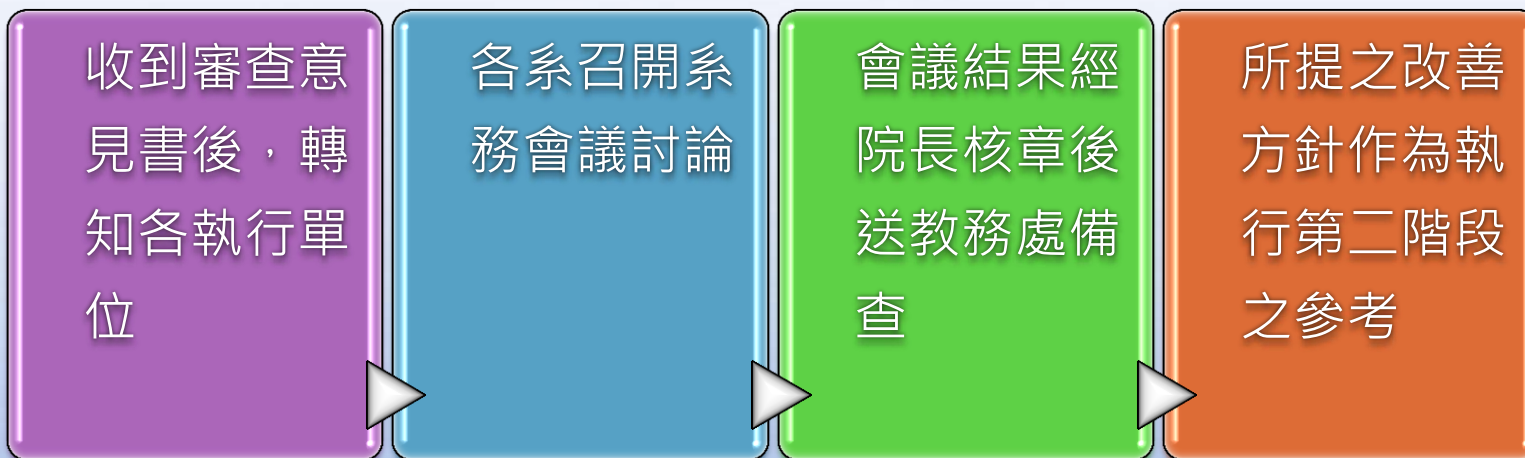 收到審查意
見書後，轉
知各執行單
位
各系召開系
務會議討論
會議結果經
院長核章後
送教務處備
查
所提之改善
方針作為執
行第二階段
之參考